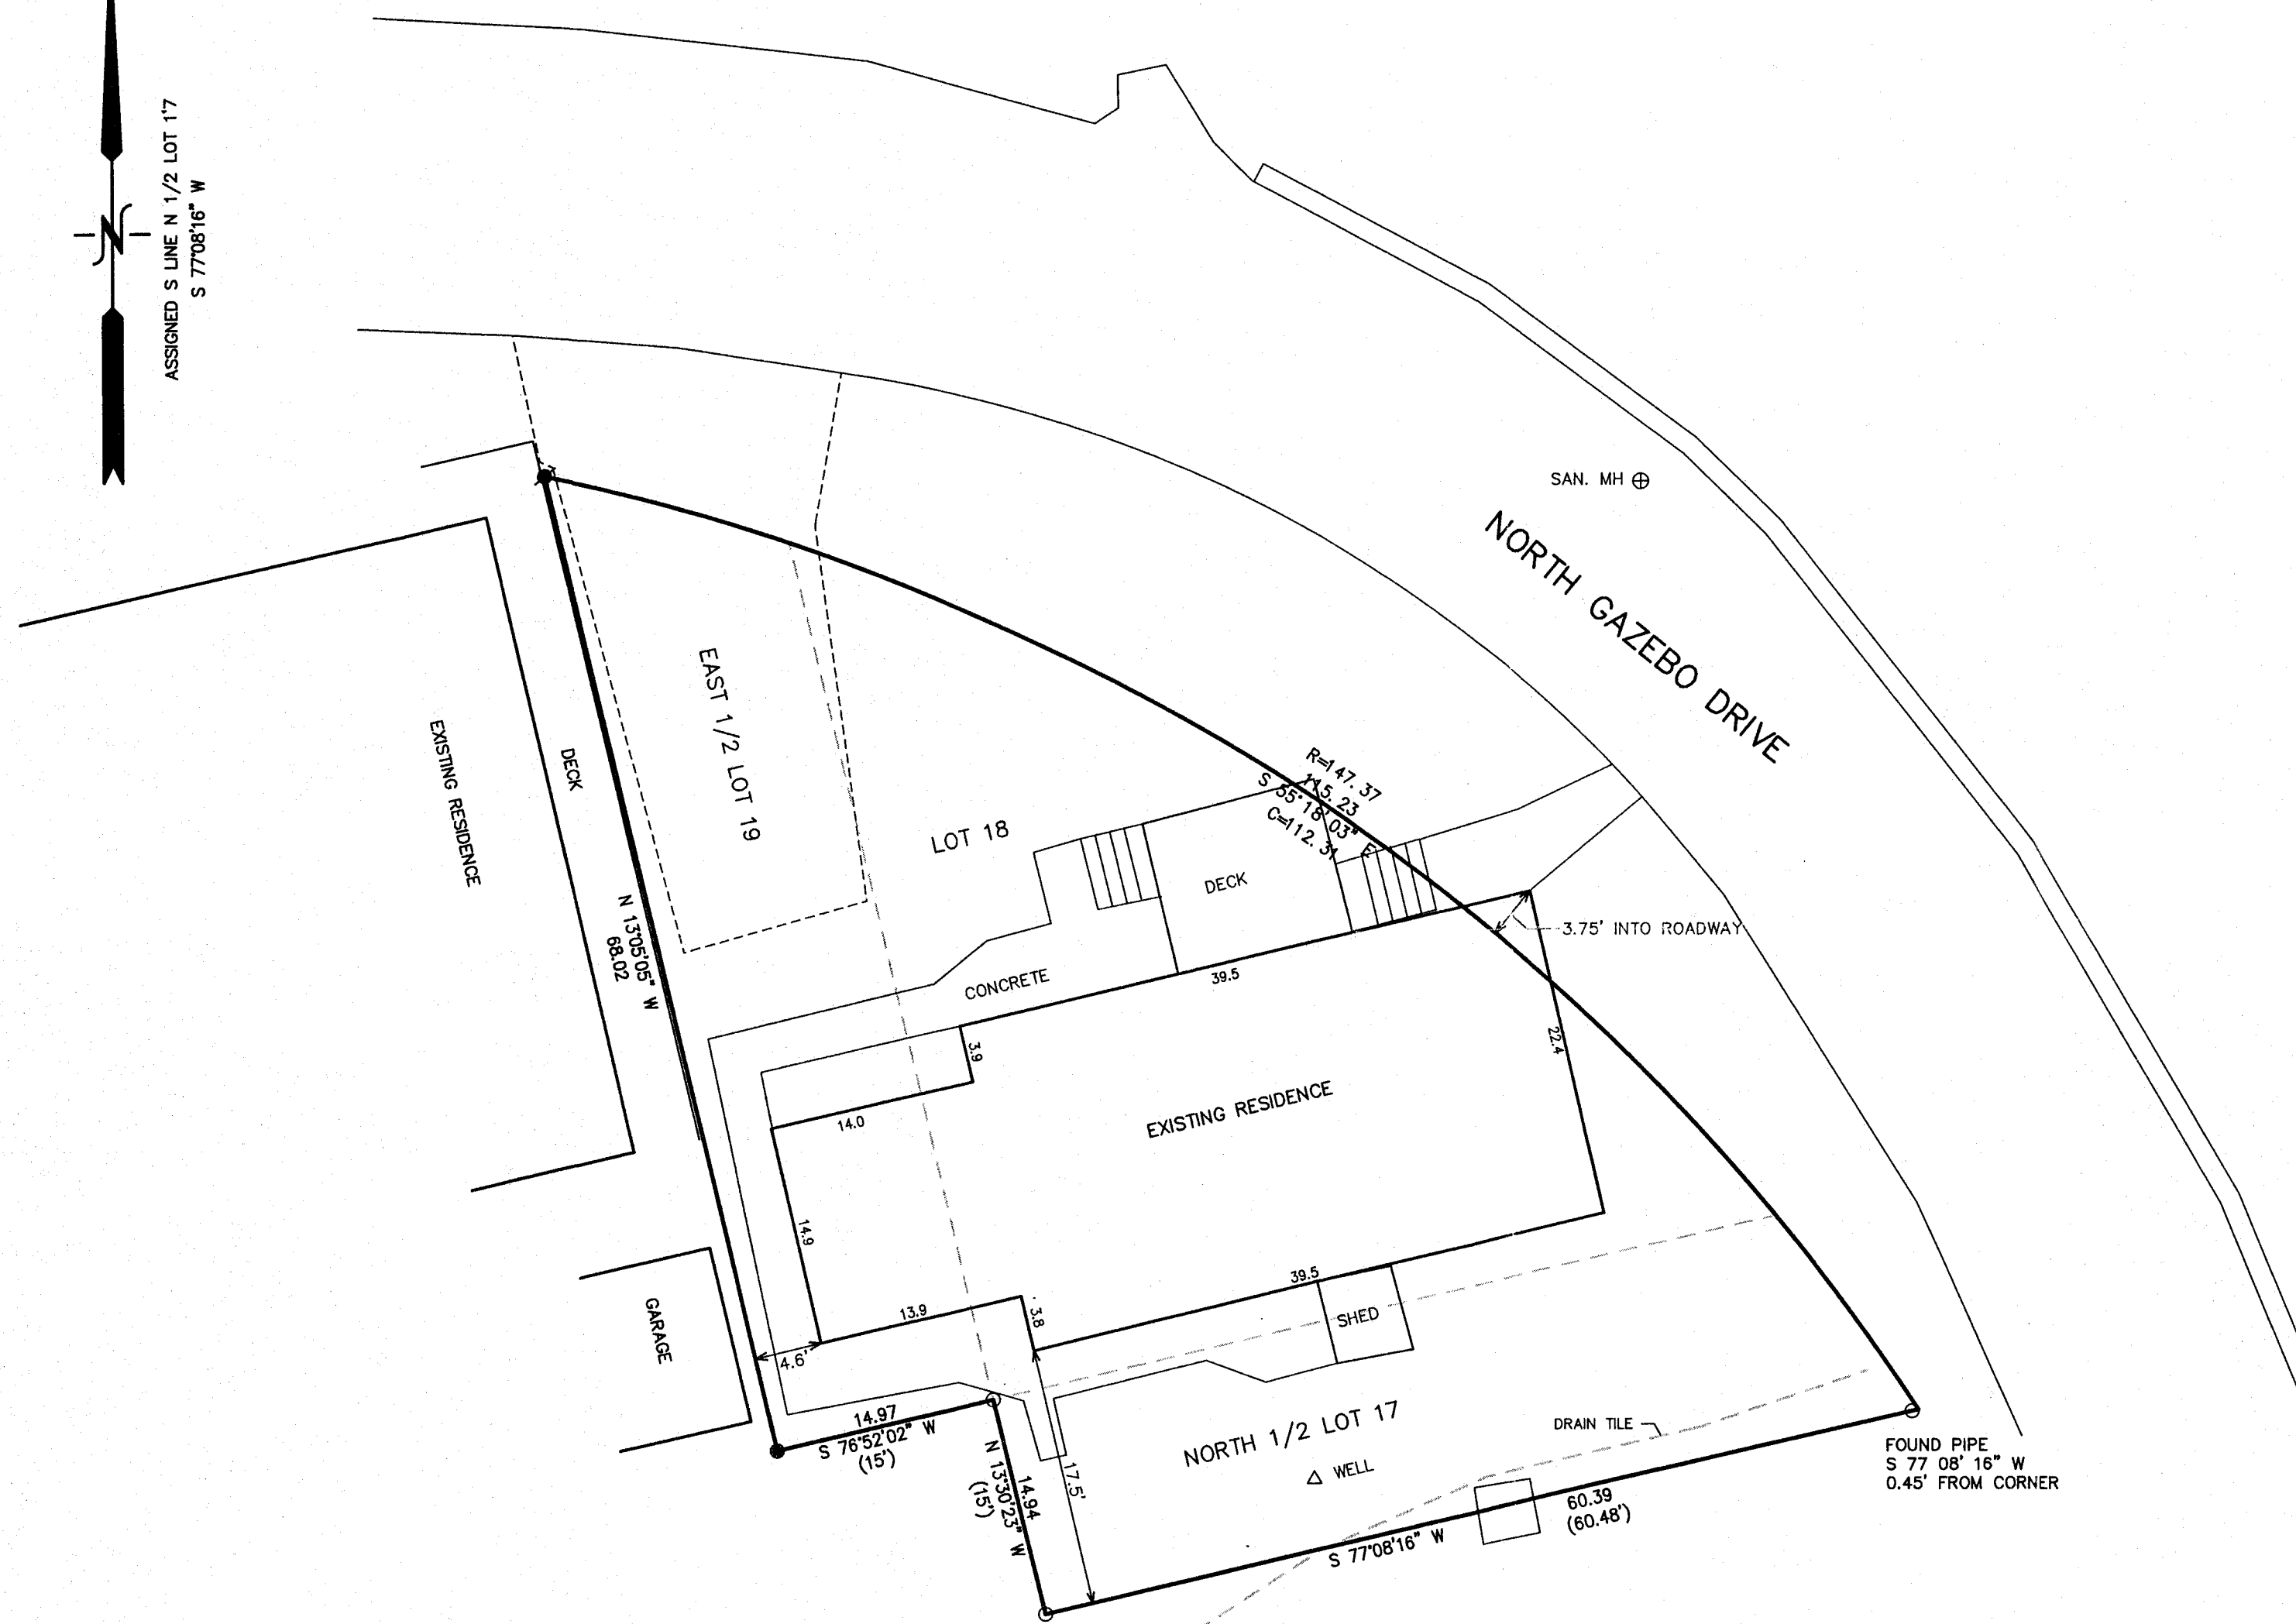 ASSIGNED S LINE N 1/2 LOT 1'7
S 77°08'16" W
N
SAN. MH
NORTH GAZEBO DRIVE
EAST 1/2 LOT 19
EXISTING RESIDENCE
DECK
R=147.37
115.23
S 55°18'03" E
C=112.31
LOT 18
DECK
3.75' INTO ROADWAY
N 13°05'05" W
68.02
CONCRETE
39.5
3.9
22.4
14.0
EXISTING RESIDENCE
14.9
39.5
13.9
3.8
SHED
GARAGE
4.6'
14.97
S 76°52'02" W
(15')
NORTH 1/2 LOT 17
DRAIN TILE
WELL
FOUND PIPE
S 77 08' 16" W
0.45' FROM CORNER
14.94
N 13°30'23" W
(15')
17.5'
60.39
(60.48')
S 77°08'16" W